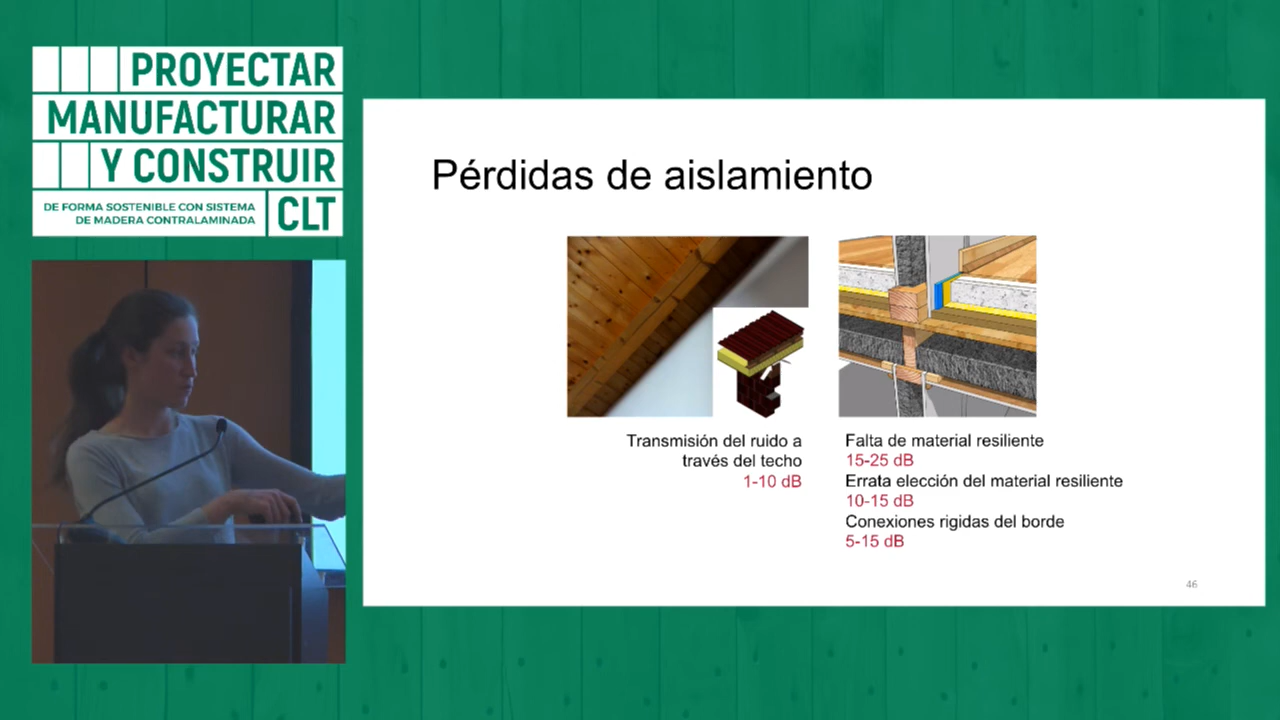 PROYECTAR
MANUFACTURAR
Y CONSTRUIR
DE FORMA SOSTENIBLE CON SISTEMA
DE MADERA CONTRALAMINADA
CLT
Pérdidas de aislamiento
Transmisión del ruido a
través del techo
1-10 dB
Falta de material resiliente
15-25 dB
Errata elección del material resiliente
10-15 dB
Conexiones rigidas del borde
5-15 dB
46